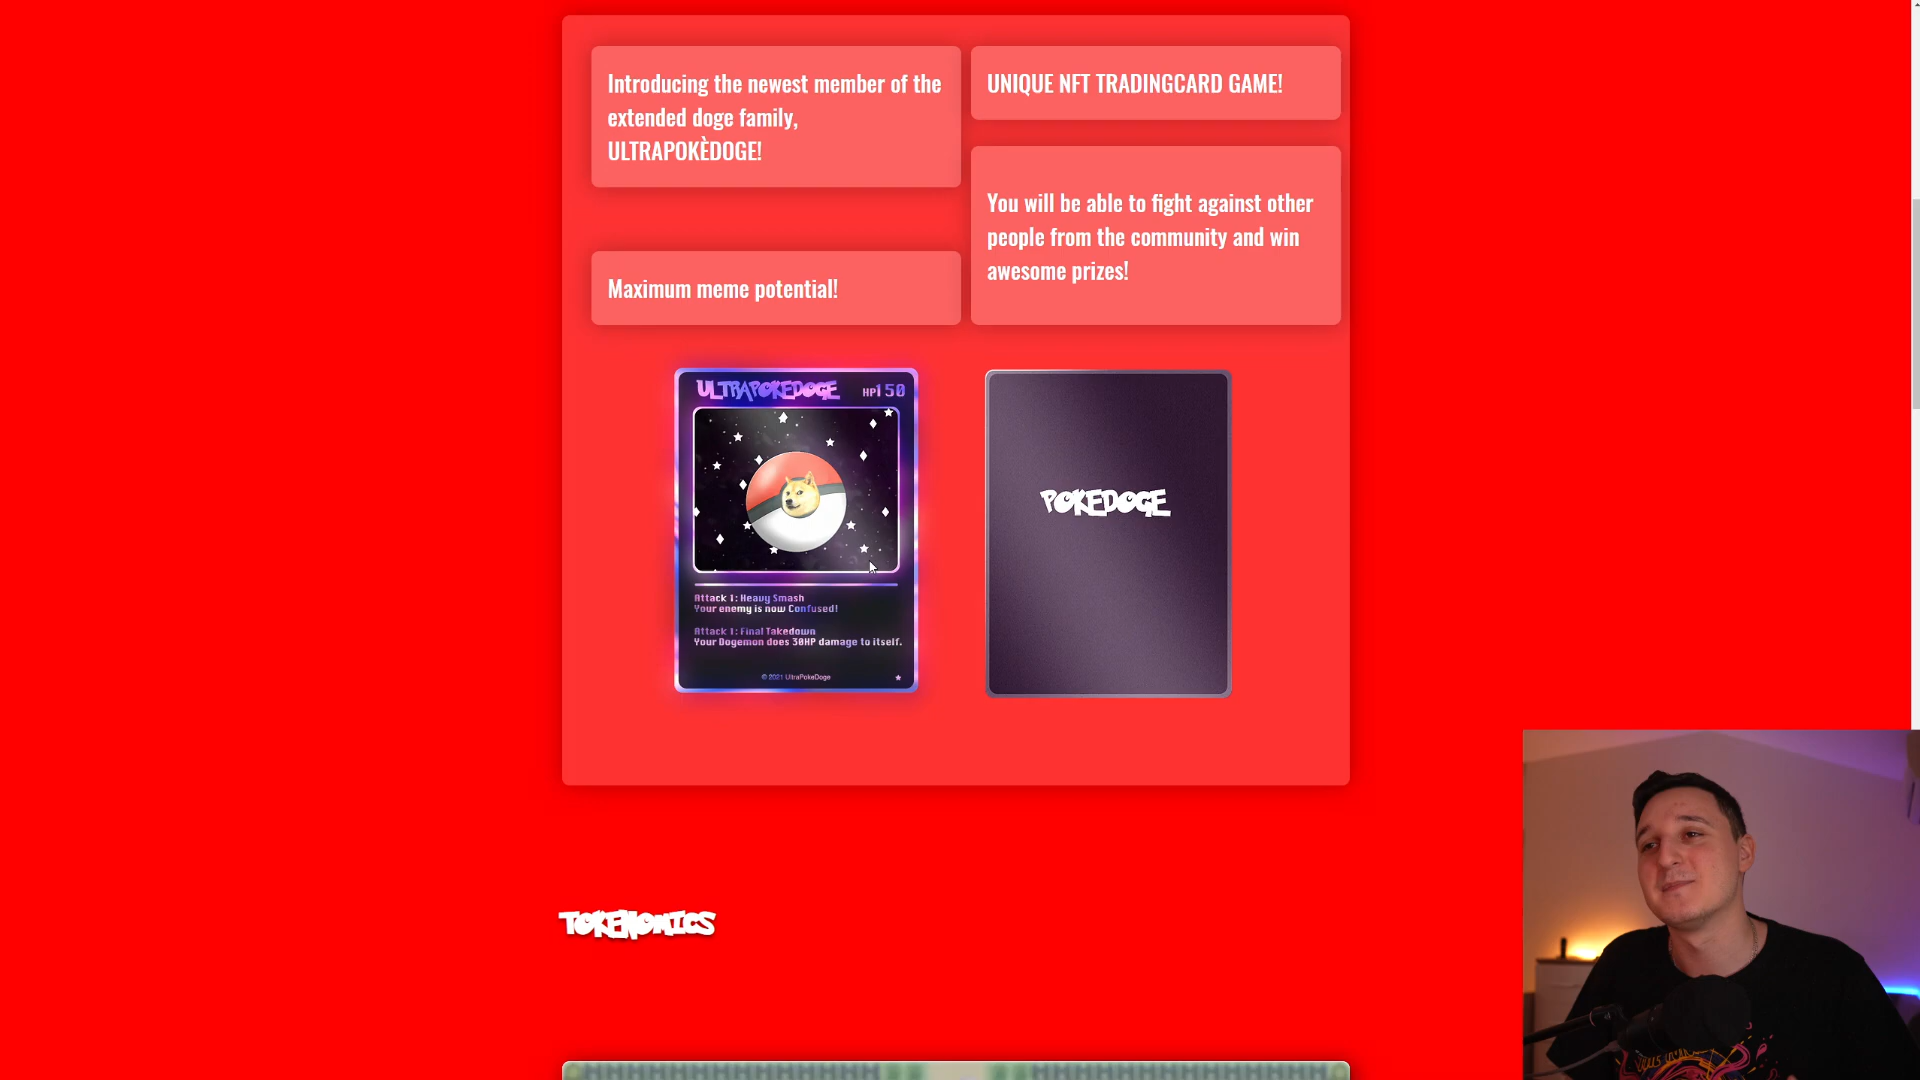 Introducing the newest member of the
extended doge family,
ULTRAPOKÈDOGE!
Maximum meme potential!
UNIQUE NFT TRADINGCARD GAME!
You will be able to fight against other
people from the community and win
awesome prizes!
ULTRAPOKEDOGE
HP150
Attack 1: Heavy Smash
Your enemy is now Confused!
Attack 1: Final Takedown
Your Dogemon does 30HP damage to itself.
© 2021 UltraPokeDoge
POKEDOGE
TOKENOMICS